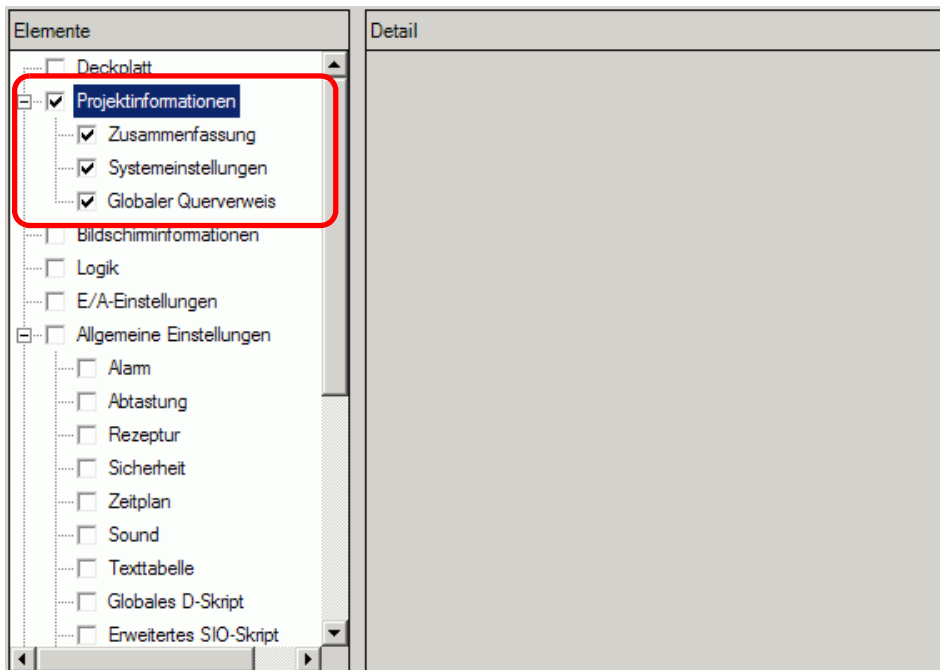 Elemente
Detail
Deckplatt
Projektinformationen
Zusammenfassung
Systemeinstellungen
Globaler Querverweis
Bildschirminformationen
Logik
E/A-Einstellungen
Allgemeine Einstellungen
Alarm
Abtastung
Rezeptur
Sicherheit
Zeitplan
Sound
Texttabelle
Globales D-Skript
Erweitertes SIO-Skript